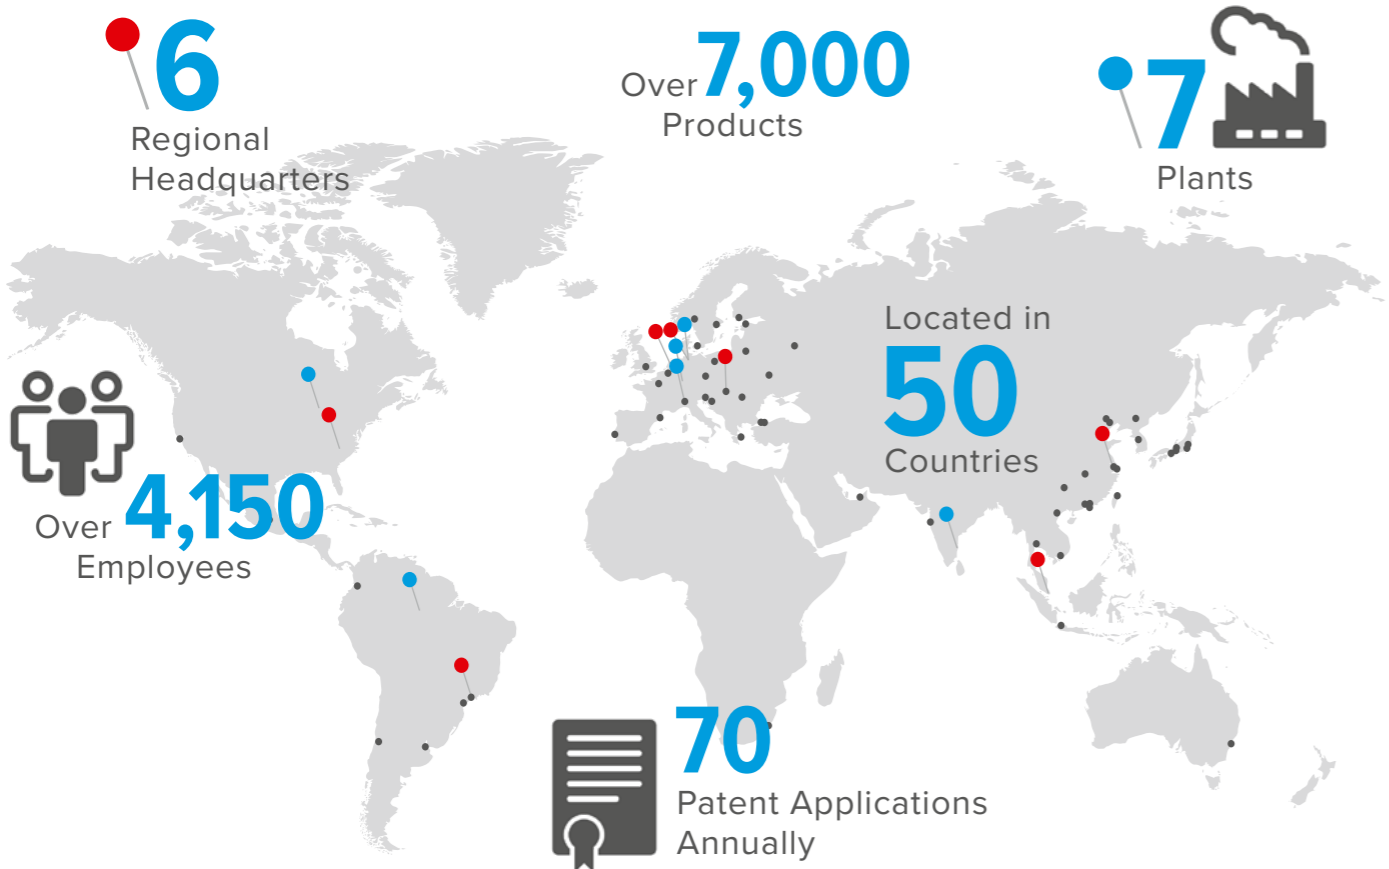 6
Regional
Headquarters
Over 7,000
Products
7
Plants
Located in
50
Countries
Over 4,150
Employees
70
Patent Applications
Annually